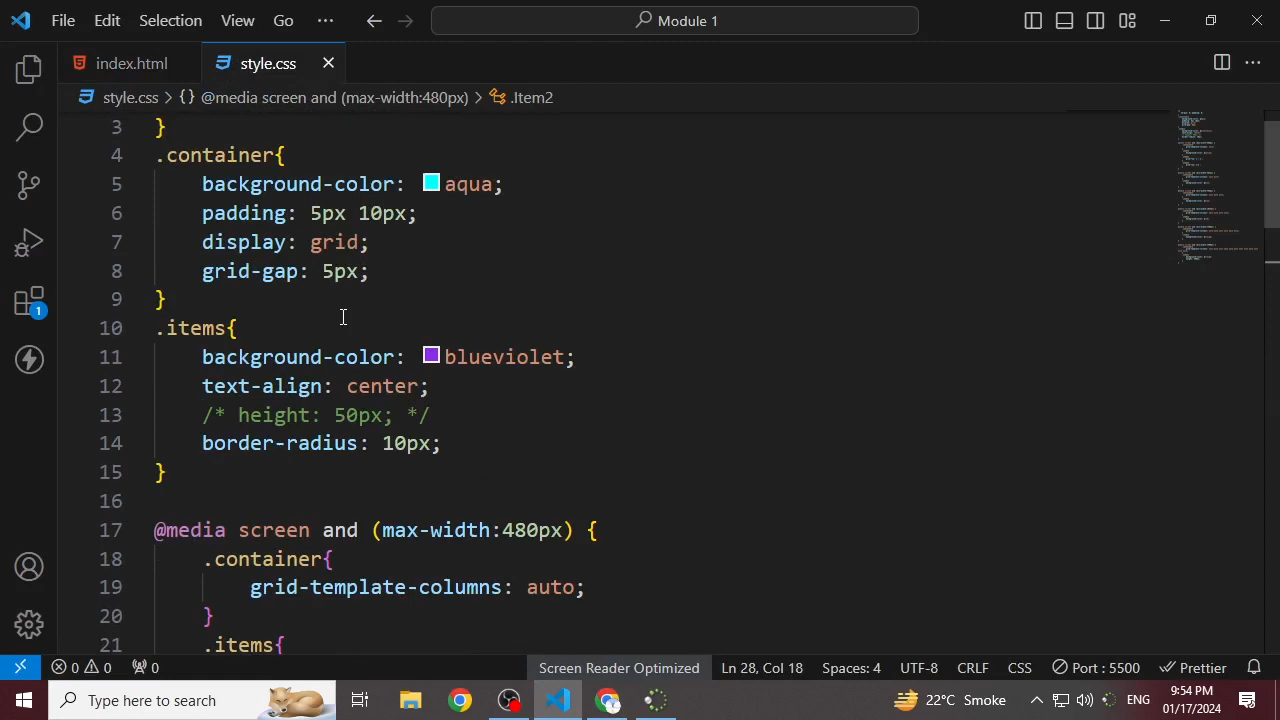 File Edit Selection View Go ··· Module 1
index.html style.css
style.css > {} @media screen and (max-width:480px) > .Item2
3 }
4 .container{
5 background-color: aqua;
6 padding: 5px 10px;
7 display: grid;
8 grid-gap: 5px;
9 }
10 .items{
11 background-color: blueviolet;
12 text-align: center;
13 /* height: 50px; */
14 border-radius: 10px;
15 }
16
17 @media screen and (max-width:480px) {
18 .container{
19 grid-template-columns: auto;
20 }
21 .items{
1
0 0 0 Screen Reader Optimized Ln 28, Col 18 Spaces: 4 UTF-8 CRLF CSS Port : 5500 Prettier
Type here to search 22°C Smoke ENG 9:54 PM
01/17/2024